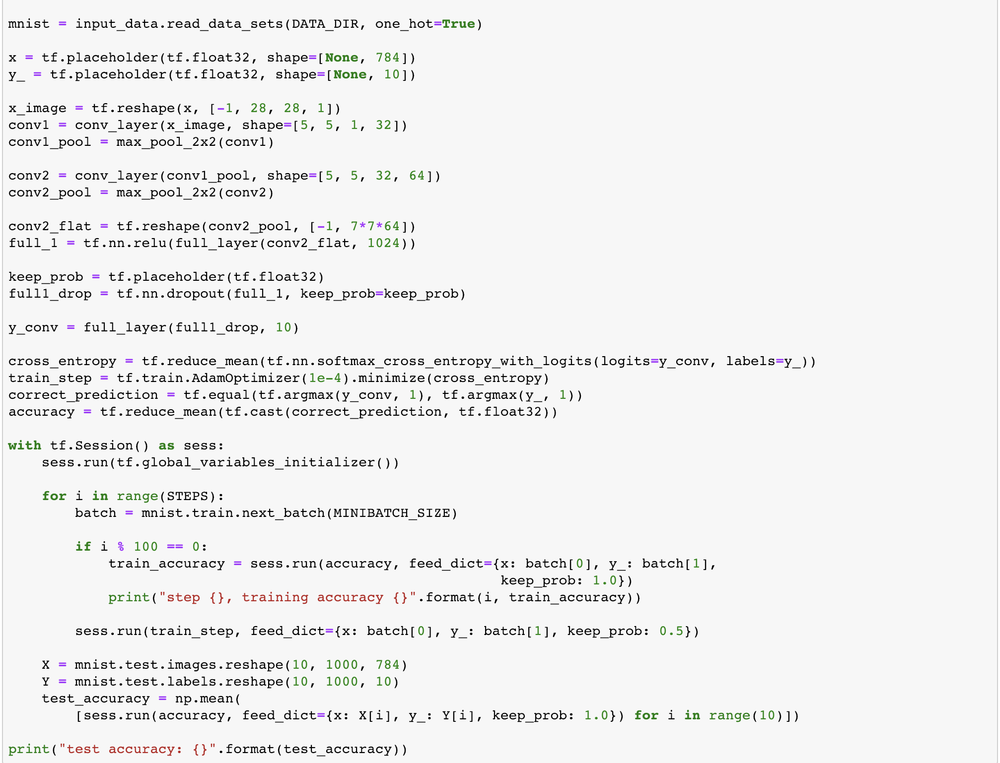 mnist = input_data.read_data_sets(DATA_DIR, one_hot=True)
x = tf.placeholder(tf.float32, shape=[None, 784])
y_ = tf.placeholder(tf.float32, shape=[None, 10])
x_image = tf.reshape(x, [-1, 28, 28, 1])
conv1 = conv_layer(x_image, shape=[5, 5, 1, 32])
conv1_pool = max_pool_2x2(conv1)
conv2 = conv_layer(conv1_pool, shape=[5, 5, 32, 64])
conv2_pool = max_pool_2x2(conv2)
conv2_flat = tf.reshape(conv2_pool, [-1, 7*7*64])
full_1 = tf.nn.relu(full_layer(conv2_flat, 1024))
keep_prob = tf.placeholder(tf.float32)
full1_drop = tf.nn.dropout(full_1, keep_prob=keep_prob)
y_conv = full_layer(full1_drop, 10)
cross_entropy = tf.reduce_mean(tf.nn.softmax_cross_entropy_with_logits(logits=y_conv, labels=y_))
train_step = tf.train.AdamOptimizer(1e-4).minimize(cross_entropy)
correct_prediction = tf.equal(tf.argmax(y_conv, 1), tf.argmax(y_, 1))
accuracy = tf.reduce_mean(tf.cast(correct_prediction, tf.float32))
with tf.Session() as sess:
    sess.run(tf.global_variables_initializer())
    for i in range(STEPS):
        batch = mnist.train.next_batch(MINIBATCH_SIZE)
        if i % 100 == 0:
            train_accuracy = sess.run(accuracy, feed_dict={x: batch[0], y_: batch[1],
                                                           keep_prob: 1.0})
            print("step {}, training accuracy {}".format(i, train_accuracy))
        sess.run(train_step, feed_dict={x: batch[0], y_: batch[1], keep_prob: 0.5})
    X = mnist.test.images.reshape(10, 1000, 784)
    Y = mnist.test.labels.reshape(10, 1000, 10)
    test_accuracy = np.mean(
        [sess.run(accuracy, feed_dict={x: X[i], y_: Y[i], keep_prob: 1.0}) for i in range(10)])
print("test accuracy: {}".format(test_accuracy))